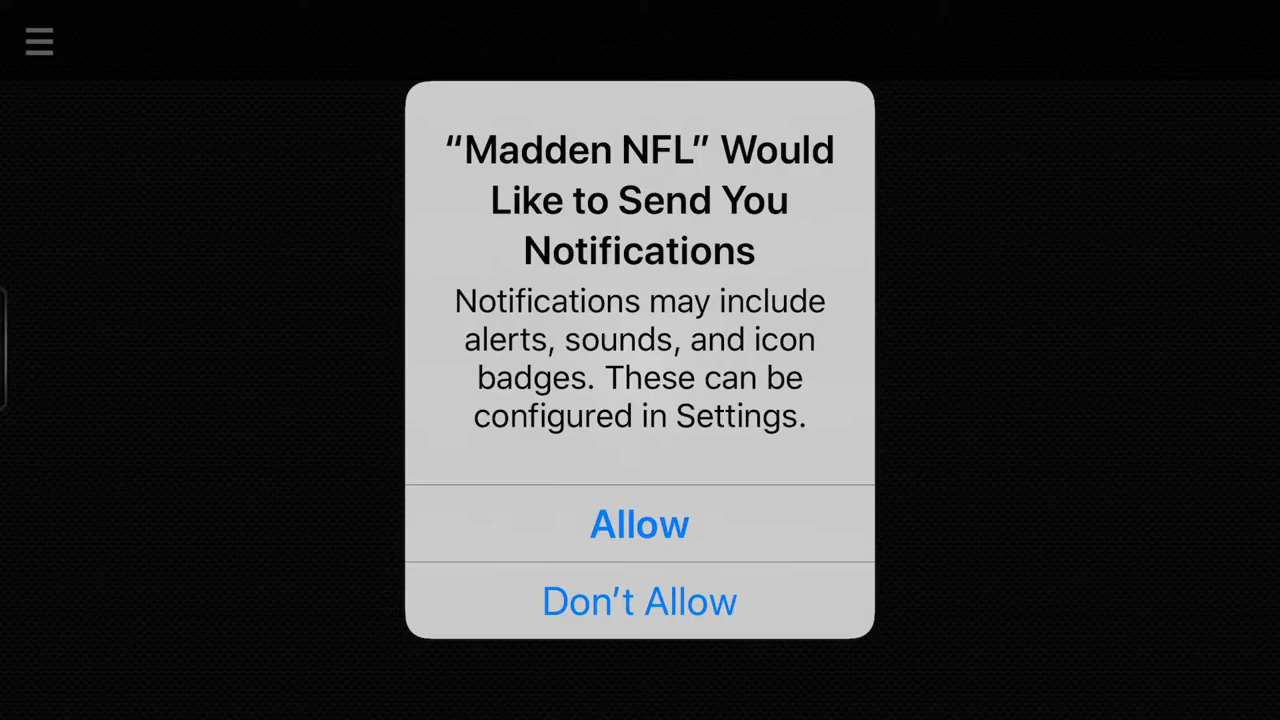 “Madden NFL” Would
Like to Send You
Notifications
Notifications may include
alerts, sounds, and icon
badges. These can be
configured in Settings.
Allow
Don’t Allow